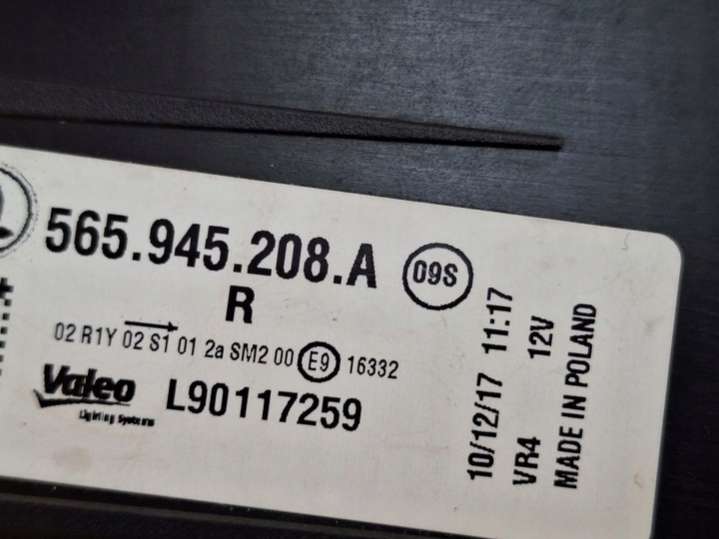 565.945.208.A 09S
R
02 R1Y 02 S1 01 2a SM2 00 E9 16332
Valeo
Lighting Systems
L90117259
10/12/17 11:17
VR4 12V
MADE IN POLAND